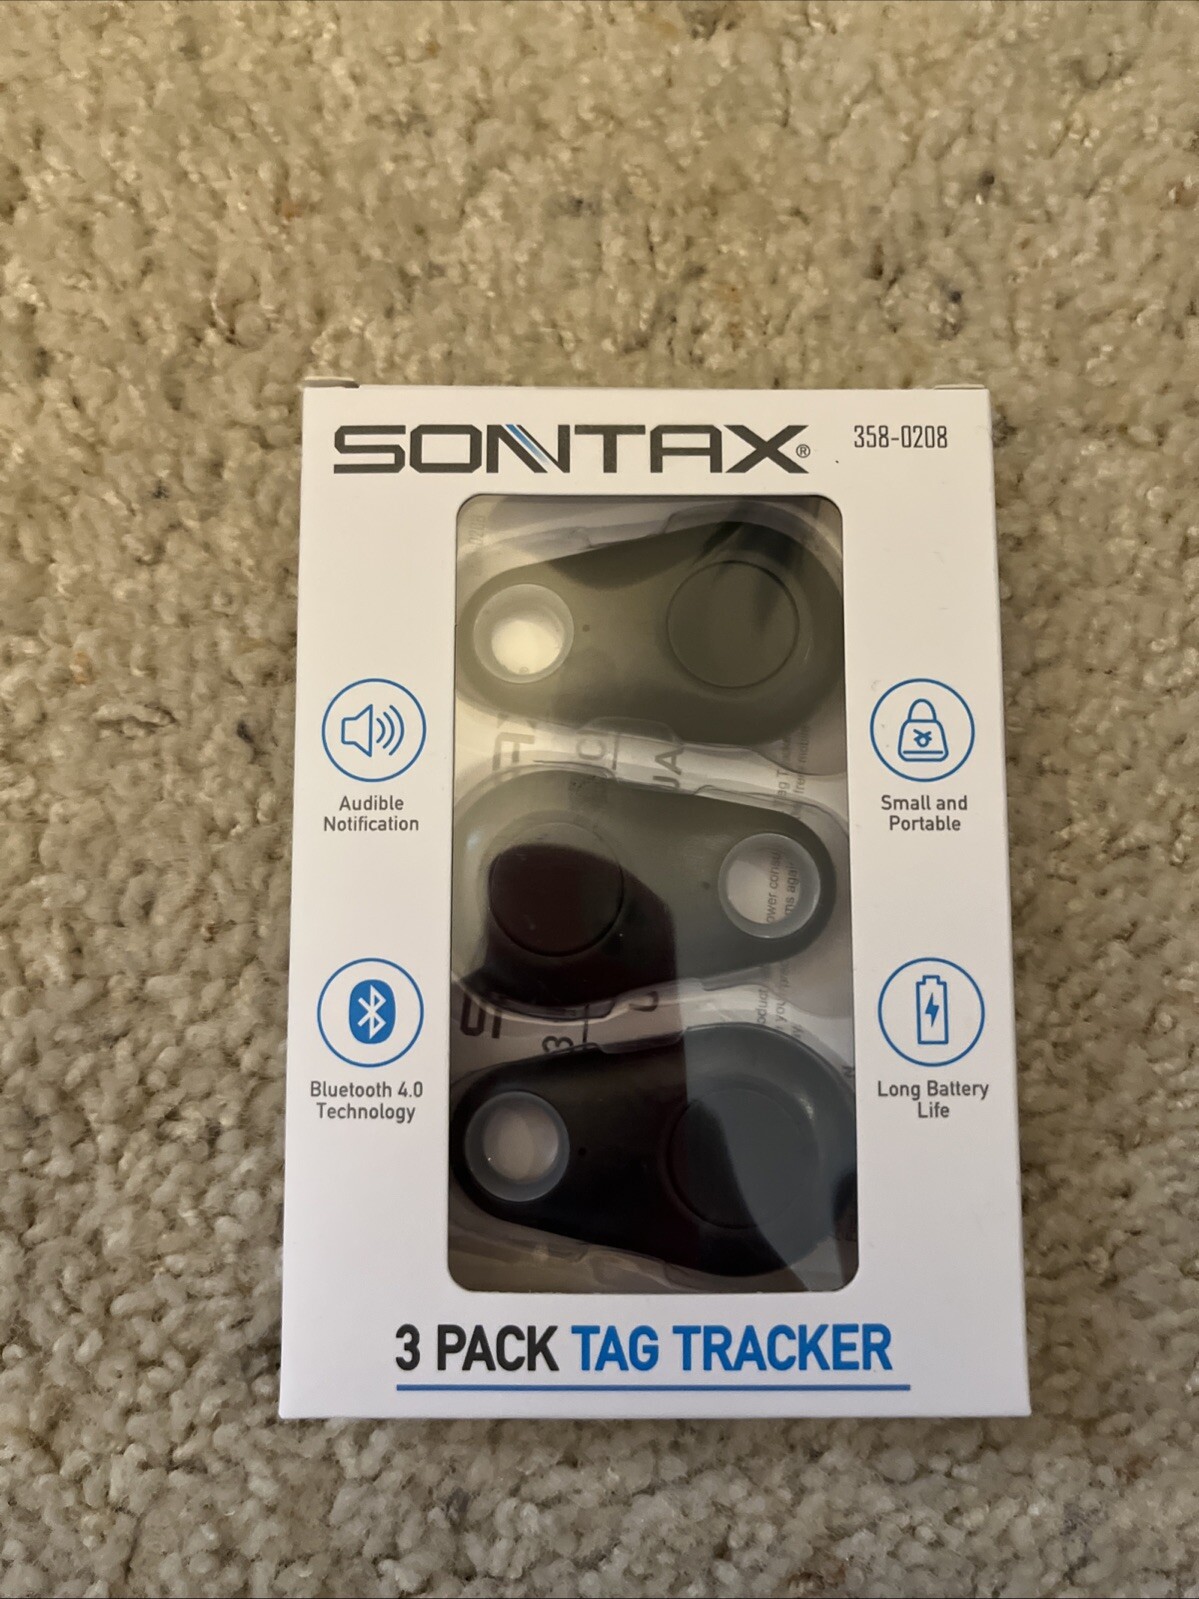 SONTAX®
358-0208
Audible
Notification
Small and
Portable
Bluetooth 4.0
Technology
Long Battery
Life
3 PACK TAG TRACKER